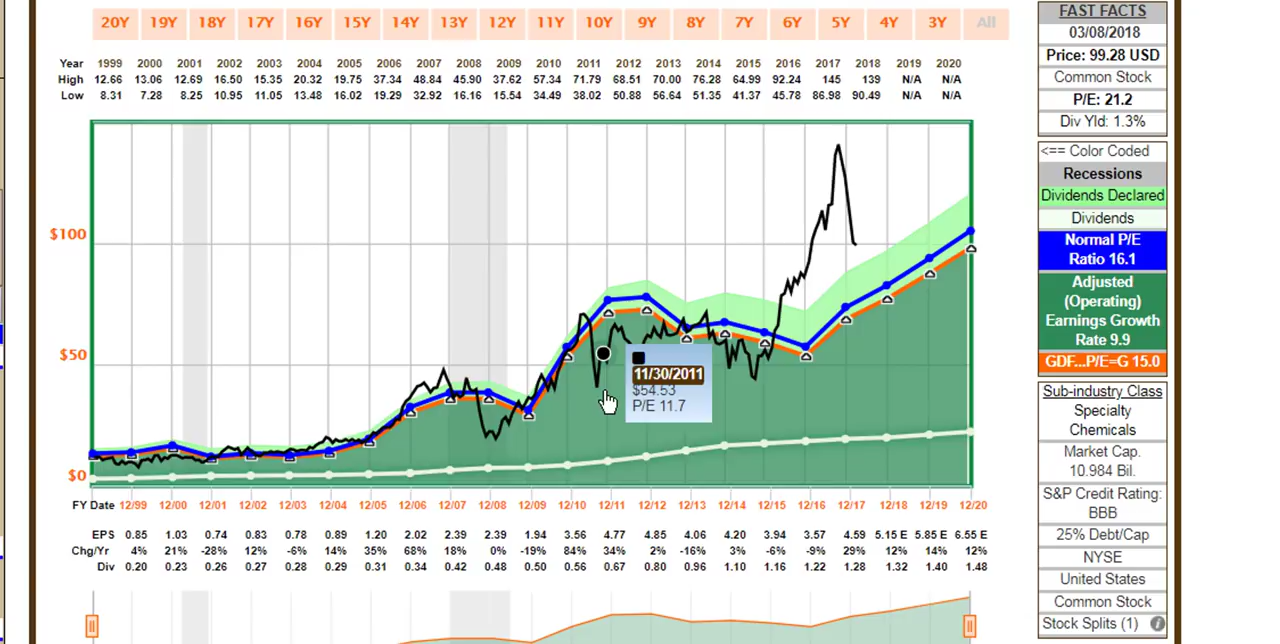 20Y 19Y 18Y 17Y 16Y 15Y 14Y 13Y 12Y 11Y 10Y 9Y 8Y 7Y 6Y 5Y 4Y 3Y All
Year 1999 2000 2001 2002 2003 2004 2005 2006 2007 2008 2009 2010 2011 2012 2013 2014 2015 2016 2017 2018 2019 2020
High 12.66 13.06 12.69 16.50 15.35 20.32 19.75 37.34 48.84 45.90 37.62 57.34 71.79 68.51 70.00 76.28 64.99 92.24 145 139 N/A N/A
Low 8.31 7.28 8.25 10.95 11.05 13.48 16.02 19.29 32.92 16.16 15.54 34.49 38.02 50.88 56.64 51.35 41.37 45.78 86.98 90.49 N/A N/A
$100
$50
$0
11/30/2011
$54.53
P/E 11.7
FY Date 12/99 12/00 12/01 12/02 12/03 12/04 12/05 12/06 12/07 12/08 12/09 12/10 12/11 12/12 12/13 12/14 12/15 12/16 12/17 12/18 12/19 12/20
EPS 0.85 1.03 0.74 0.83 0.78 0.89 1.20 2.02 2.39 2.39 1.94 3.56 4.77 4.85 4.06 4.20 3.94 3.57 4.59 5.15 E 5.85 E 6.55 E
Chg/Yr 4% 21% -28% 12% -6% 14% 35% 68% 18% 0% -19% 84% 34% 2% -16% 3% -6% -9% 29% 12% 14% 12%
Div 0.20 0.23 0.26 0.27 0.28 0.29 0.31 0.34 0.42 0.48 0.50 0.56 0.67 0.80 0.96 1.10 1.16 1.22 1.28 1.32 1.40 1.48
FAST FACTS
03/08/2018
Price: 99.28 USD
Common Stock
P/E: 21.2
Div Yld: 1.3%
<== Color Coded
Recessions
Dividends Declared
Dividends
Normal P/E
Ratio 16.1
Adjusted
(Operating)
Earnings Growth
Rate 9.9
GDF...P/E=G 15.0
Sub-industry Class
Specialty
Chemicals
Market Cap.
10.984 Bil.
S&P Credit Rating:
BBB
25% Debt/Cap
NYSE
United States
Common Stock
Stock Splits (1) i